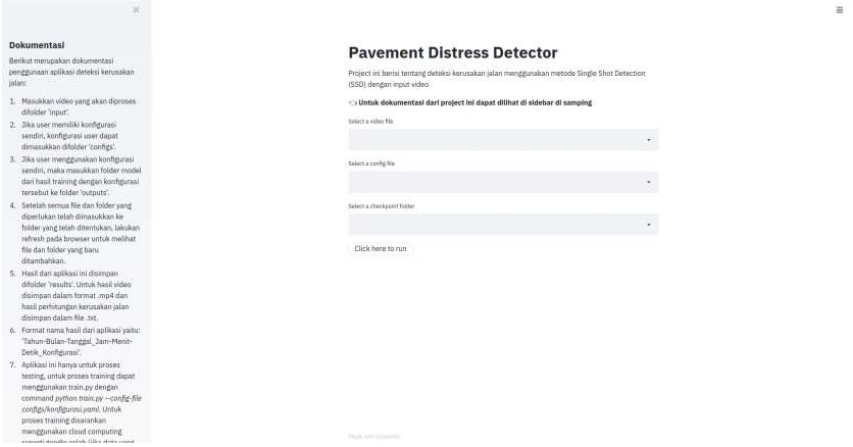 Dokumentasi
Berikut merupakan dokumentasi
penggunaan aplikasi deteksi kerusakan
jalan:
1. Masukkan video yang akan diproses
difolder 'input'.
2. Jika user memiliki konfigurasi
sendiri, konfigurasi user dapat
dimasukkan difolder 'configs'.
3. Jika user menggunakan konfigurasi
sendiri, maka masukkan folder model
dari hasil training dengan konfigurasi
tersebut ke folder 'outputs'.
4. Setelah semua file dan folder yang
diperlukan telah dimasukkan ke
folder yang telah ditentukan, lakukan
refresh pada browser untuk melihat
file dan folder yang baru
ditambahkan.
5. Hasil dari aplikasi ini disimpan
difolder 'results'. Untuk hasil video
disimpan dalam format .mp4 dan
hasil perhitungan kerusakan jalan
disimpan dalam file .txt.
6. Format nama hasil dari aplikasi yaitu:
'Tahun-Bulan-Tanggal_Jam-Menit-
Detik_Konfigurasi'.
7. Aplikasi ini hanya untuk proses
testing, untuk proses training dapat
menggunakan train.py dengan
command python train.py --config-file
configs/konfigurasi.yaml. Untuk
proses training disarankan
menggunakan cloud computing
seperti google colab (jika data yang
Pavement Distress Detector
Project ini berisi tentang deteksi kerusakan jalan menggunakan metode Single Shot Detection
(SSD) dengan input video
Untuk dokumentasi dari project ini dapat dilihat di sidebar di samping
Select a video file
Select a config file
Select a checkpoint folder
Click here to run
Made with Streamlit